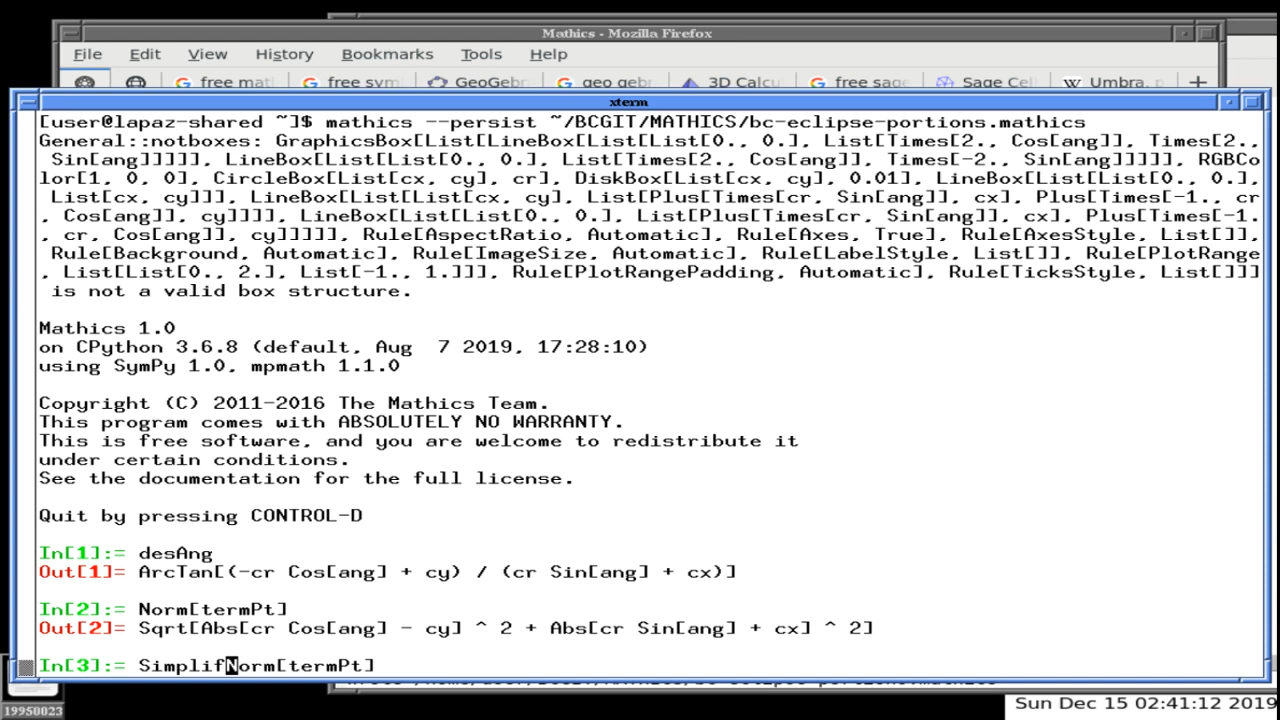 Mathics - Mozilla Firefox
File Edit View History Bookmarks Tools Help
free mat free sym GeoGeb geo gebr 3D Calcu free sage Sage Cell Umbra, p
xterm
[user@lapaz-shared ~]$ mathics --persist ~/BCGIT/MATHICS/bc-eclipse-portions.mathics
General::notboxes: GraphicsBox[List[LineBox[List[List[0., 0.], List[Times[2., Cos[ang]], Times[2.,
Sin[ang]]]]], LineBox[List[List[0., 0.], List[Times[2., Cos[ang]], Times[-2., Sin[ang]]]]], RGBCo
lor[1, 0, 0], CircleBox[List[cx, cy], cr], DiskBox[List[cx, cy], 0.01], LineBox[List[List[0., 0.],
List[cx, cy]]], LineBox[List[List[cx, cy], List[Plus[Times[cr, Sin[ang]], cx], Plus[Times[-1., cr
, Cos[ang]], cy]]]], LineBox[List[List[0., 0.], List[Plus[Times[cr, Sin[ang]], cx], Plus[Times[-1.
, cr, Cos[ang]], cy]]]]], Rule[AspectRatio, Automatic], Rule[Axes, True], Rule[AxesStyle, List[]],
Rule[Background, Automatic], Rule[ImageSize, Automatic], Rule[LabelStyle, List[]], Rule[PlotRange
, List[List[0., 2.], List[-1., 1.]]], Rule[PlotRangePadding, Automatic], Rule[TicksStyle, List[]]]
is not a valid box structure.
Mathics 1.0
on CPython 3.6.8 (default, Aug 7 2019, 17:28:10)
using SymPy 1.0, mpmath 1.1.0
Copyright (C) 2011-2016 The Mathics Team.
This program comes with ABSOLUTELY NO WARRANTY.
This is free software, and you are welcome to redistribute it
under certain conditions.
See the documentation for the full license.
Quit by pressing CONTROL-D
In[1]:= desAng
Out[1]= ArcTan[(-cr Cos[ang] + cy) / (cr Sin[ang] + cx)]
In[2]:= Norm[termPt]
Out[2]= Sqrt[Abs[cr Cos[ang] - cy] ^ 2 + Abs[cr Sin[ang] + cx] ^ 2]
In[3]:= SimplifNorm[termPt]
19950023
Sun Dec 15 02:41:12 2019